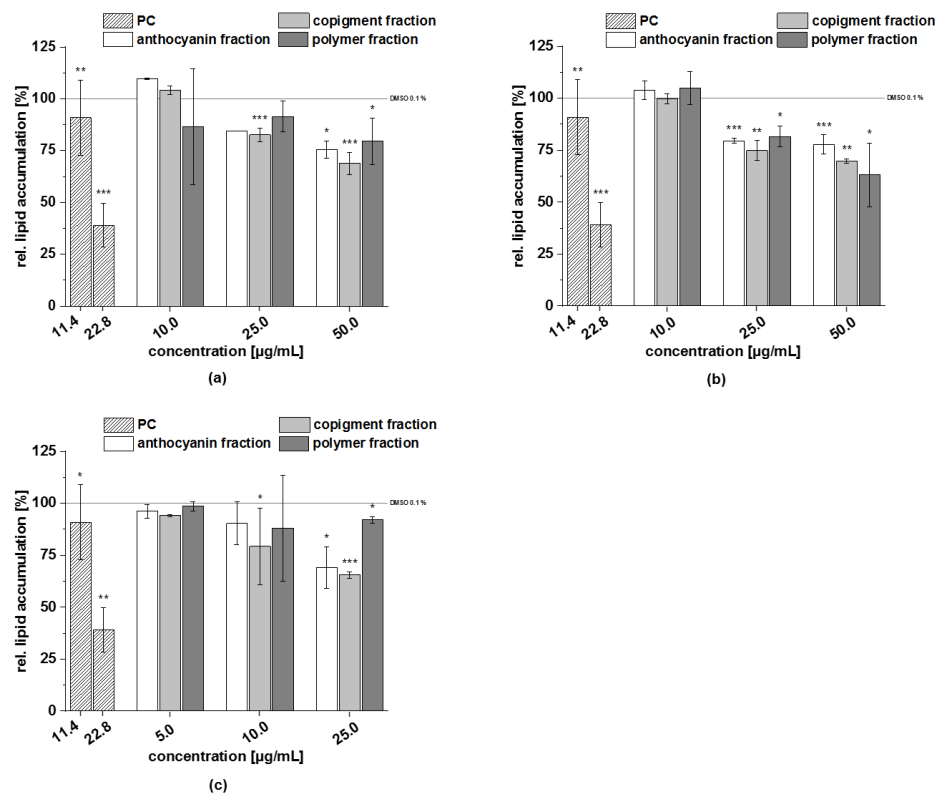 PC
copigment fraction
anthocyanin fraction
polymer fraction
rel. lipid accumulation [%]
125
100
75
50
25
0
**
***
***
*
***
*
DMSO 0.1 %
11.4
22.8
10.0
25.0
50.0
concentration [µg/mL]
(a)
PC
copigment fraction
anthocyanin fraction
polymer fraction
rel. lipid accumulation [%]
125
100
75
50
25
0
**
***
***
**
*
***
**
*
DMSO 0.1 %
11.4
22.8
10.0
25.0
50.0
concentration [µg/mL]
(b)
PC
copigment fraction
anthocyanin fraction
polymer fraction
rel. lipid accumulation [%]
125
100
75
50
25
0
*
**
*
*
***
*
DMSO 0.1 %
11.4
22.8
5.0
10.0
25.0
concentration [µg/mL]
(c)